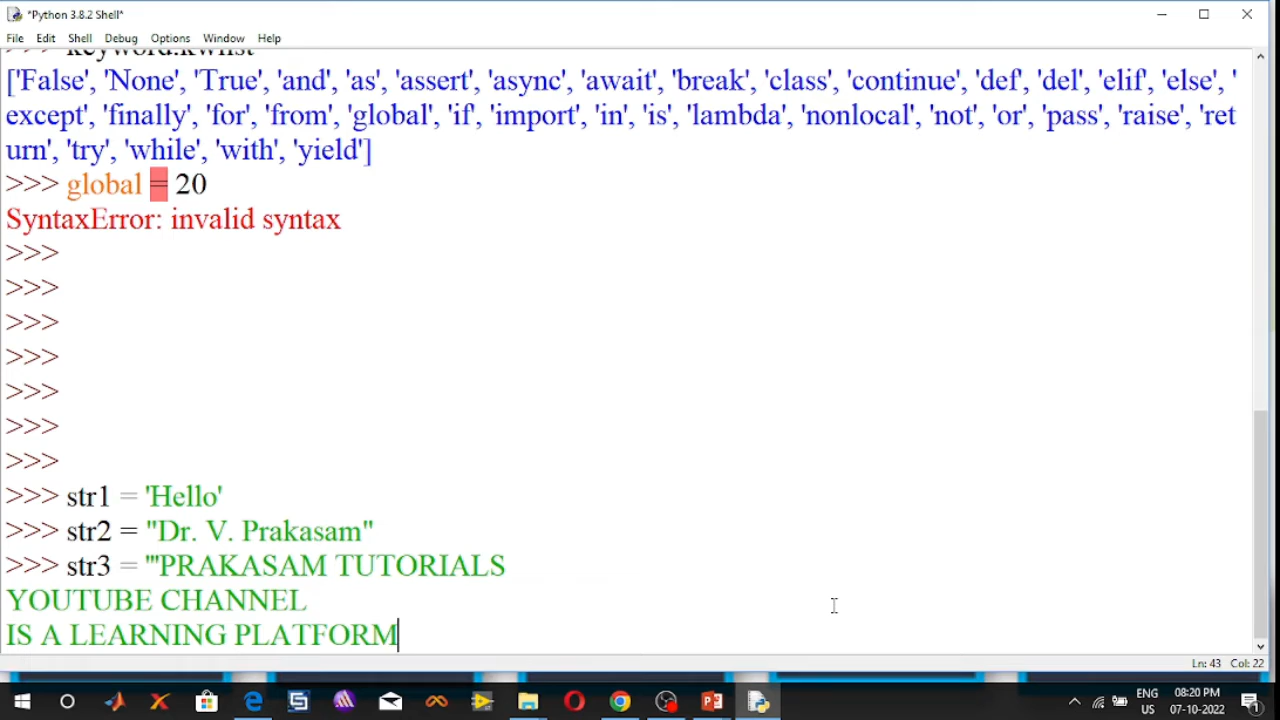 *Python 3.8.2 Shell*
File Edit Shell Debug Options Window Help
>>> keyword.kwlist
['False', 'None', 'True', 'and', 'as', 'assert', 'async', 'await', 'break', 'class', 'continue', 'def', 'del', 'elif', 'else', '
except', 'finally', 'for', 'from', 'global', 'if', 'import', 'in', 'is', 'lambda', 'nonlocal', 'not', 'or', 'pass', 'raise', 'ret
urn', 'try', 'while', 'with', 'yield']
>>> global = 20
SyntaxError: invalid syntax
>>>
>>>
>>>
>>>
>>>
>>>
>>>
>>> str1 = 'Hello'
>>> str2 = "Dr. V. Prakasam"
>>> str3 = '''PRAKASAM TUTORIALS
YOUTUBE CHANNEL
IS A LEARNING PLATFORM
Ln: 43 Col: 22
ENG 08:20 PM
US 07-10-2022